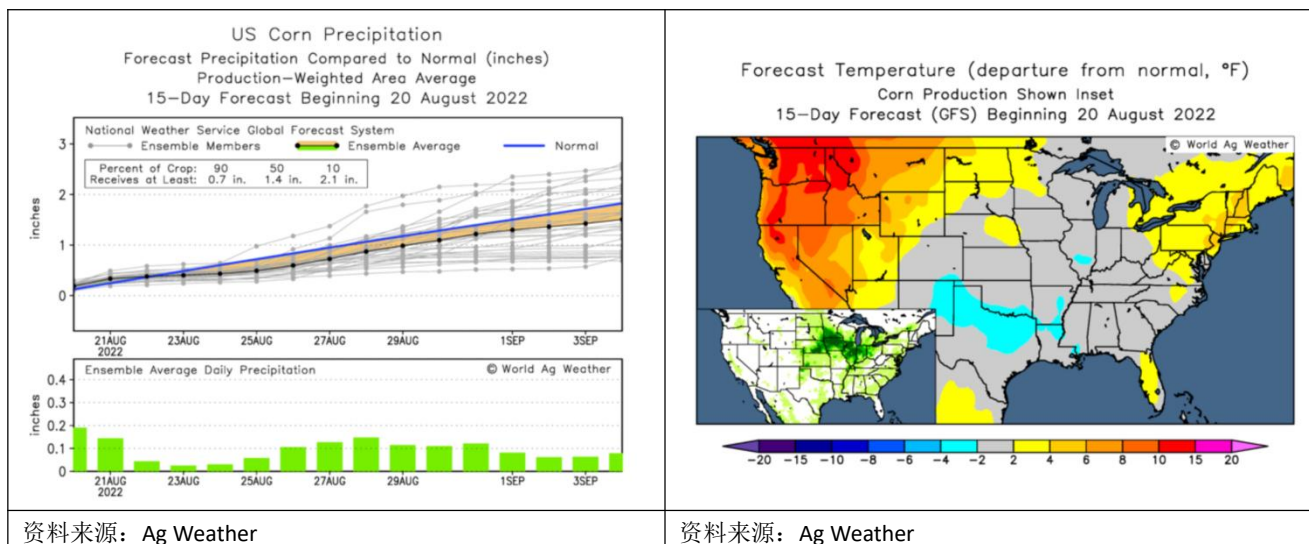 US Corn Precipitation
Forecast Precipitation Compared to Normal (inches)
Production-Weighted Area Average
15-Day Forecast Beginning 20 August 2022
National Weather Service Global Forecast System
Ensemble Members Ensemble Average Normal
Percent of Crop: 90 50 10
Receives at Least: 0.7 in. 1.4 in. 2.1 in.
3
2
1
0
inches
21AUG 23AUG 25AUG 27AUG 29AUG 1SEP 3SEP
2022
Ensemble Average Daily Precipitation © World Ag Weather
0.4
0.3
0.2
0.1
0
inches
21AUG 23AUG 25AUG 27AUG 29AUG 1SEP 3SEP
2022
资料来源：Ag Weather
Forecast Temperature (departure from normal, °F)
Corn Production Shown Inset
15-Day Forecast (GFS) Beginning 20 August 2022
© World Ag Weather
-20 -15 -10 -8 -6 -4 -2 2 4 6 8 10 15 20
资料来源：Ag Weather